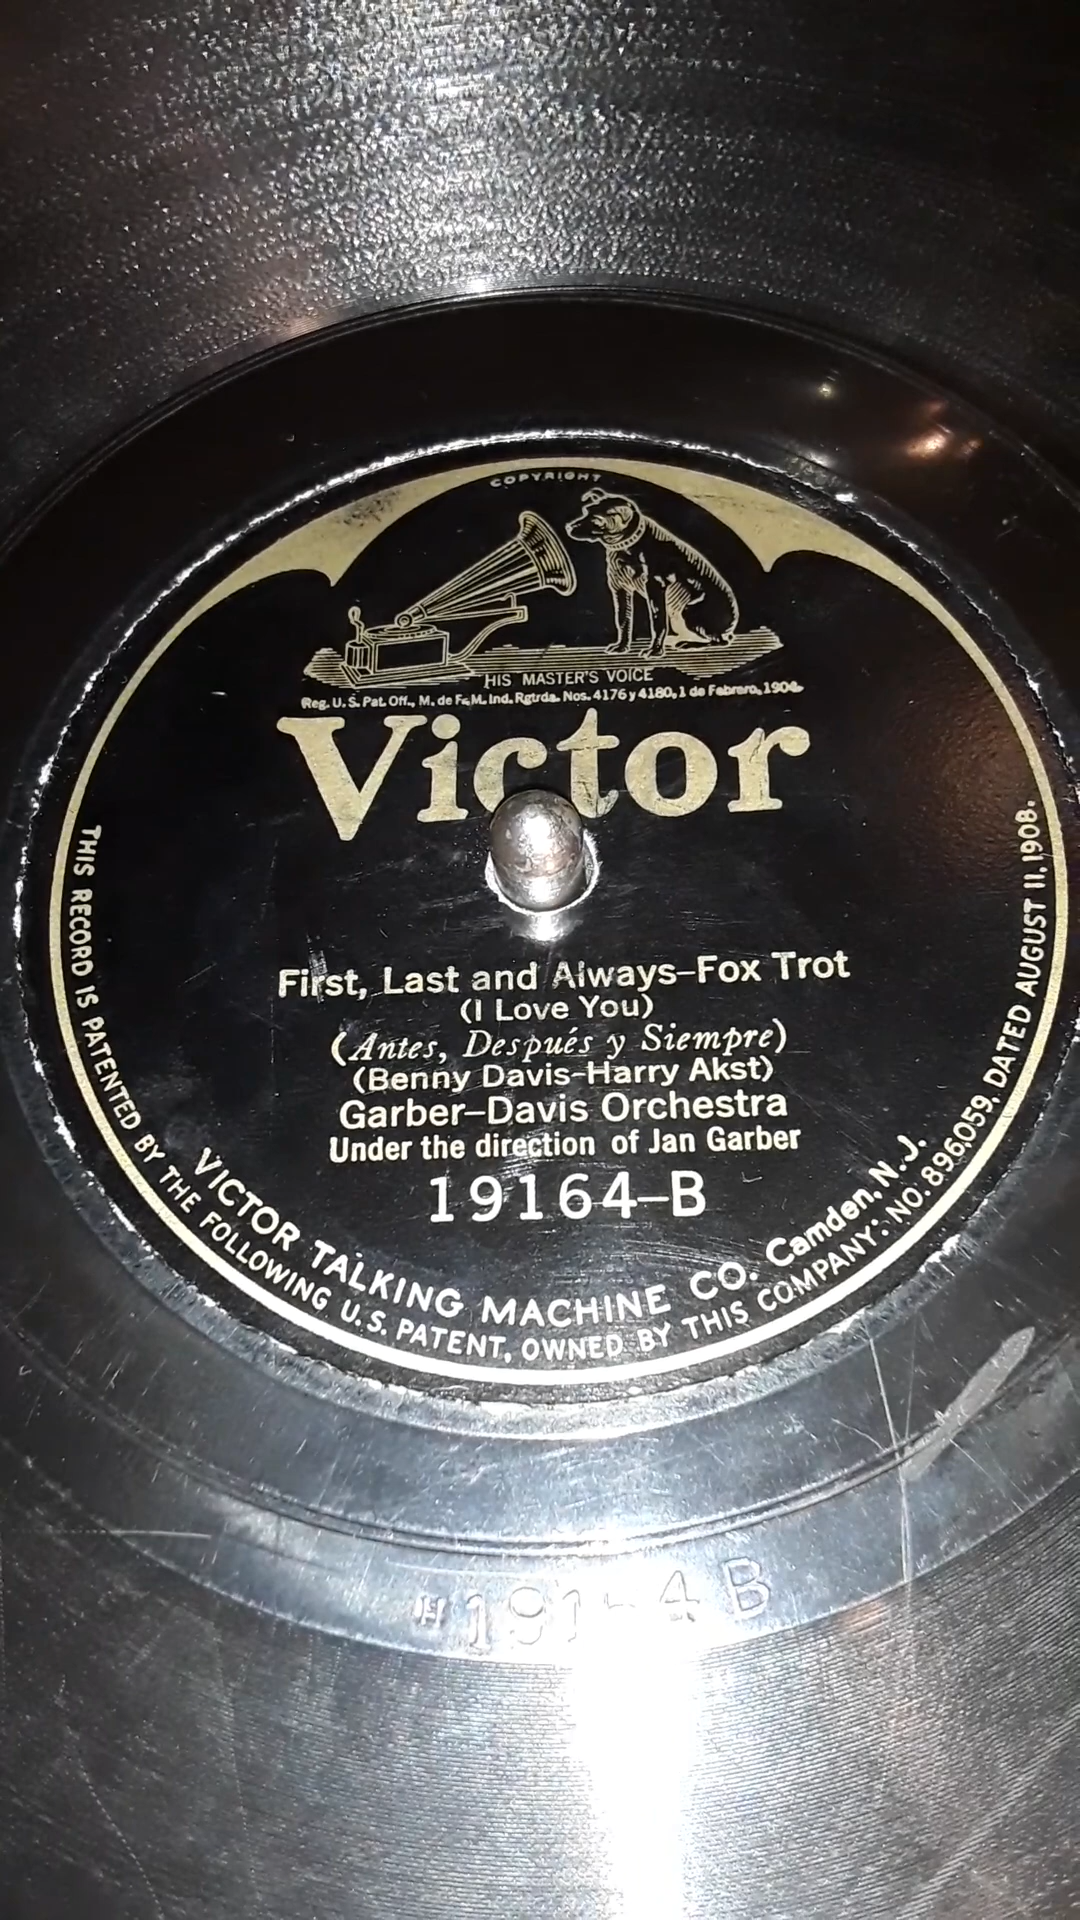 COPYRIGHT
HIS MASTER'S VOICE
Reg. U. S. Pat. Off., M. de F. M. Ind. Rgtrda. Nos. 4176 y 4180, 1 de Febrero, 1904.
Victor
First, Last and Always–Fox Trot
(I Love You)
(Antes, Después y Siempre)
(Benny Davis–Harry Akst)
Garber–Davis Orchestra
Under the direction of Jan Garber
19164–B
VICTOR TALKING MACHINE CO. Camden, N. J.
THIS RECORD IS PATENTED BY THE FOLLOWING U.S. PATENT, OWNED BY THIS COMPANY: NO. 896,059, DATED AUGUST 11, 1908.
B